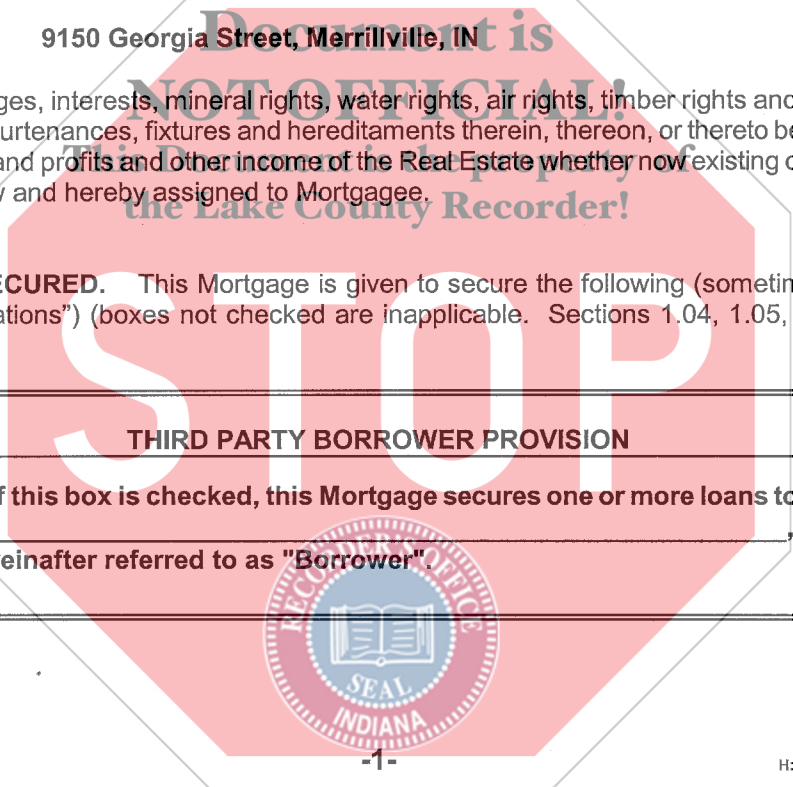 Document is
9150 Georgia Street, Merrillville, IN
NOT OFFICIAL!
ges, interests, mineral rights, water rights, air rights, timber rights and
urtenances, fixtures and hereditaments therein, thereon, or thereto be
This Document is the property of
and profits and other income of the Real Estate whether now existing o
y and hereby assigned to Mortgagee.
the Lake County Recorder!
ECURED. This Mortgage is given to secure the following (sometim
ations") (boxes not checked are inapplicable. Sections 1.04, 1.05,
STOP
THIRD PARTY BORROWER PROVISION
f this box is checked, this Mortgage secures one or more loans to
,
einafter referred to as "Borrower".
RECORDER'S OFFICE
SEAL
INDIANA
-1-
H: